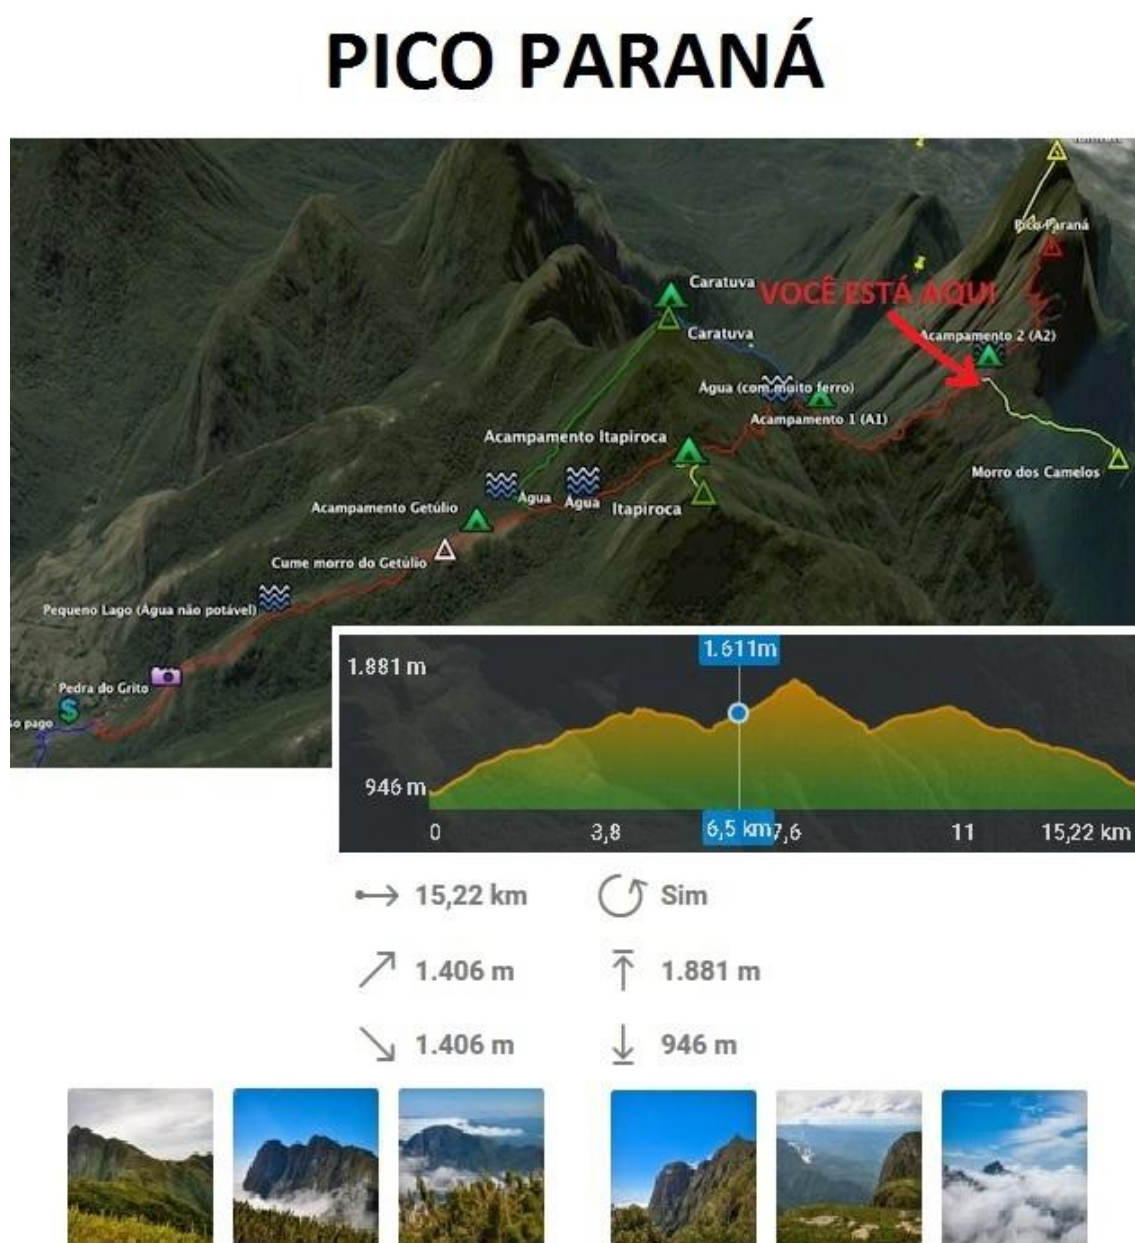 PICO PARANÁ
Pico Paraná
Caratuva
VOCÊ ESTÁ AQUI
Caratuva
Acampamento 2 (A2)
Água (com muito ferro)
Acampamento 1 (A1)
Acampamento Itapiroca
Morro dos Camelos
Água
Água
Itapiroca
Acampamento Getúlio
Cume morro do Getúlio
Pequeno Lago (Água não potável)
Pedra do Grito
$
pago
1.611m
1.881 m
946 m
0
3,8
6,5 km
7,6
11
15,22 km
15,22 km
Sim
1.406 m
1.881 m
1.406 m
946 m